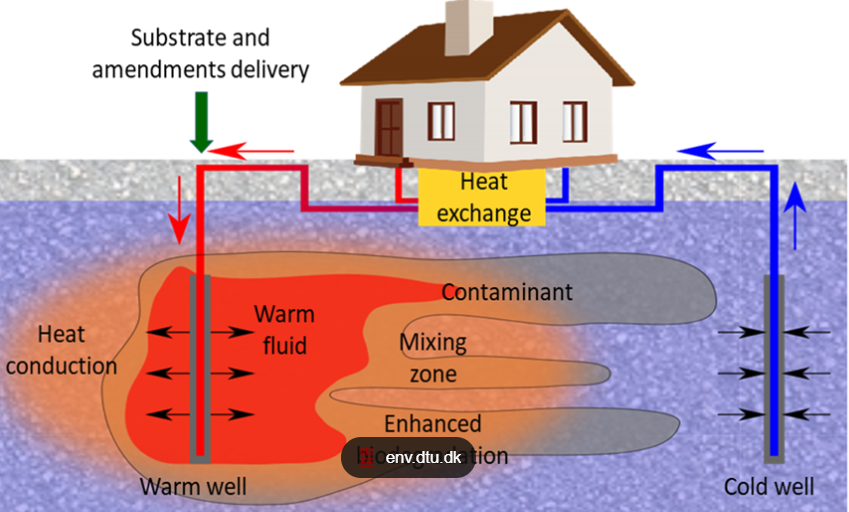 Substrate and
amendments delivery
Heat
exchange
Contaminant
Warm
fluid
Heat
conduction
Mixing
zone
Enhanced
env.dtu.dk
Warm well
Cold well